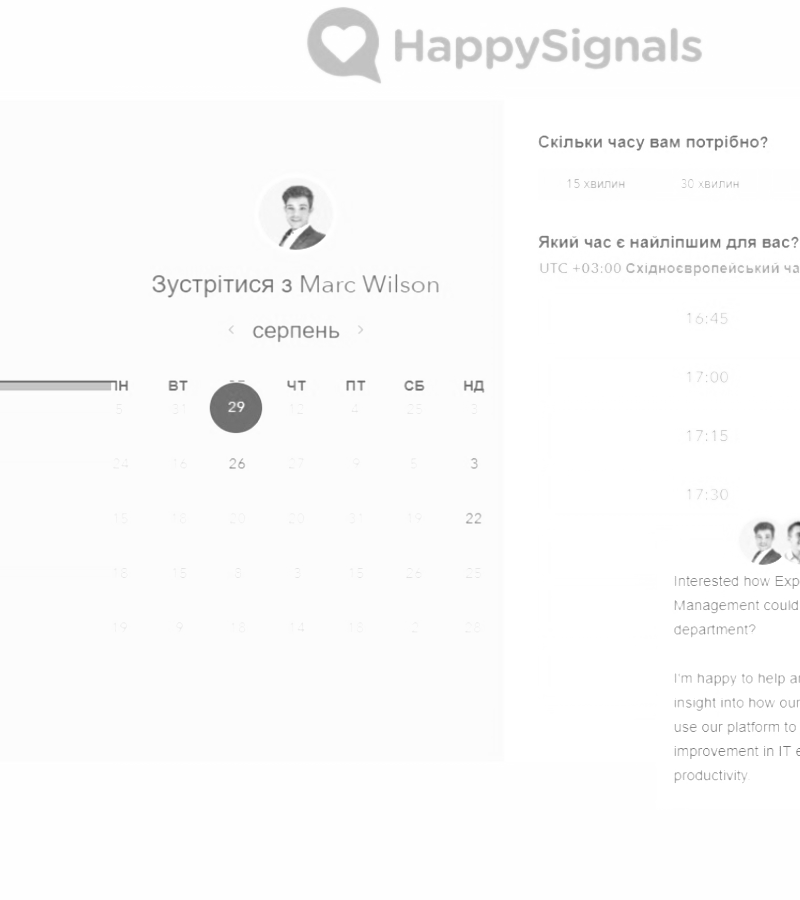 HappySignals
Скільки часу вам потрібно?
15 хвилин 30 хвилин
Який час є найліпшим для вас?
UTC +03:00 Східноєвропейський ча
Зустрітися з Marc Wilson
серпень
ПН ВТ ЧТ ПТ СБ НД
5 31 29 12 4 25 3
24 16 26 27 9 5 3
15 18 20 20 31 19 22
18 15 8 3 15 26 25
19 9 18 14 18 2 28
16:45
17:00
17:15
17:30
Interested how Exp
Management could
department?
I'm happy to help a
insight into how our
use our platform to
improvement in IT e
productivity